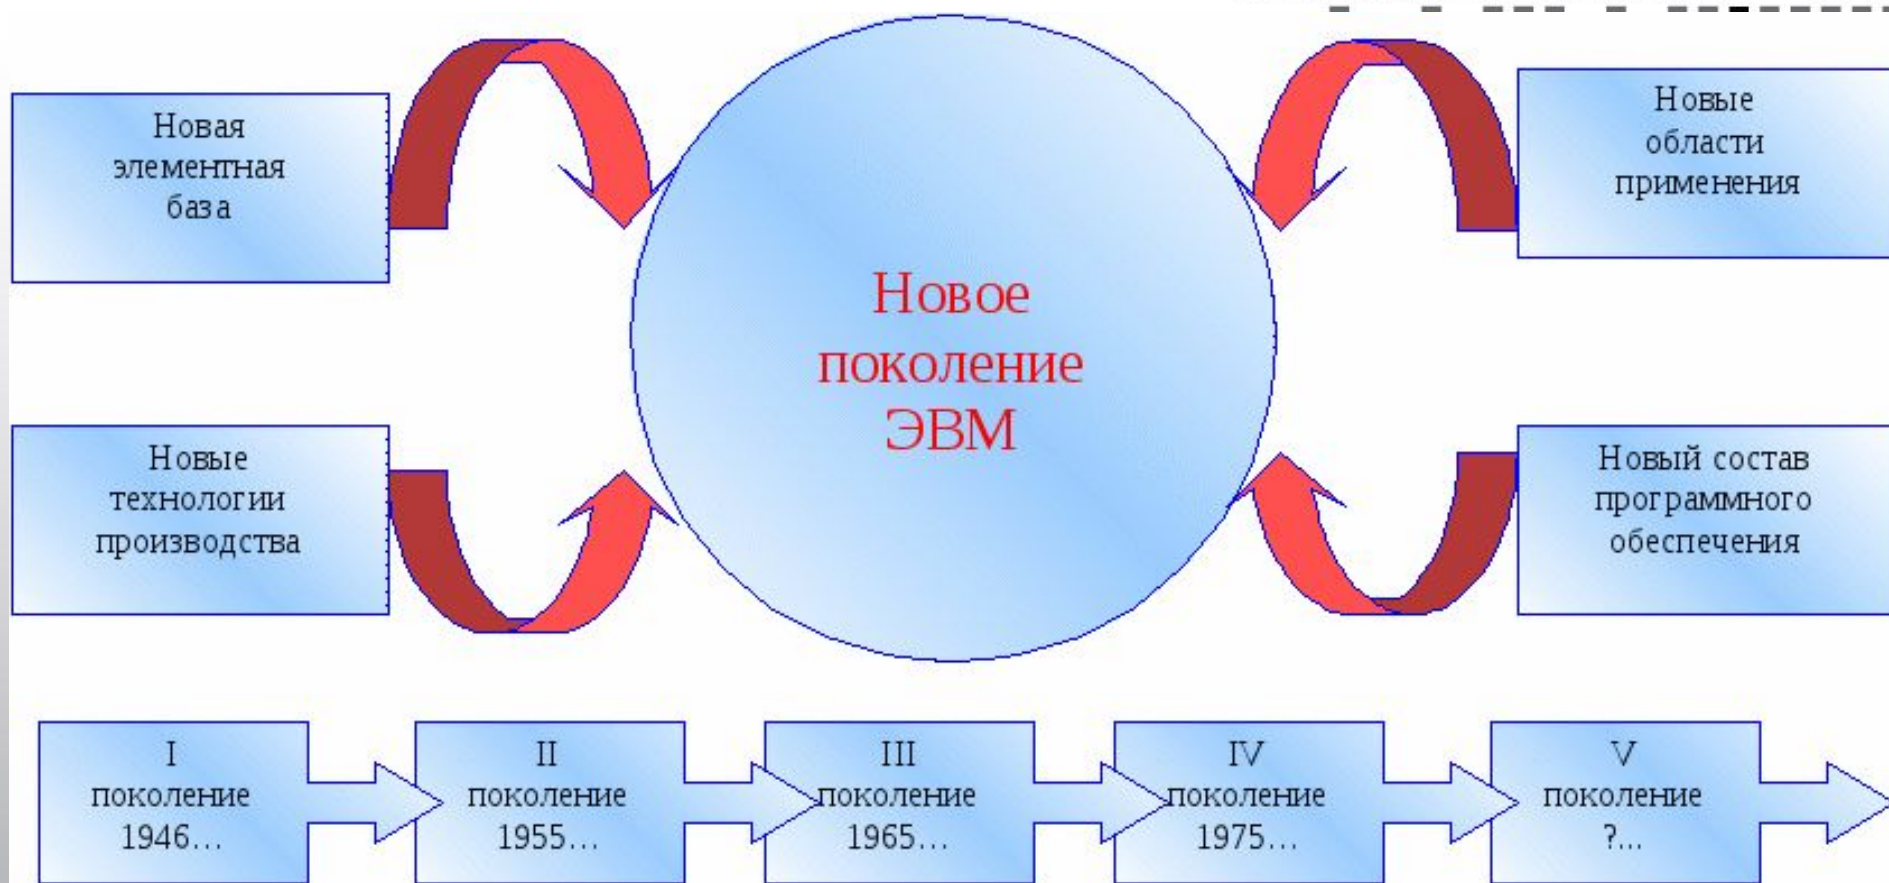 Новая
элементная
база
Новые
области
применения
Новое
поколение
ЭВМ
Новые
технологии
производства
Новый состав
программного
обеспечения
I
поколение
1946...
II
поколение
1955...
III
поколение
1965...
IV
поколение
1975...
V
поколение
?...